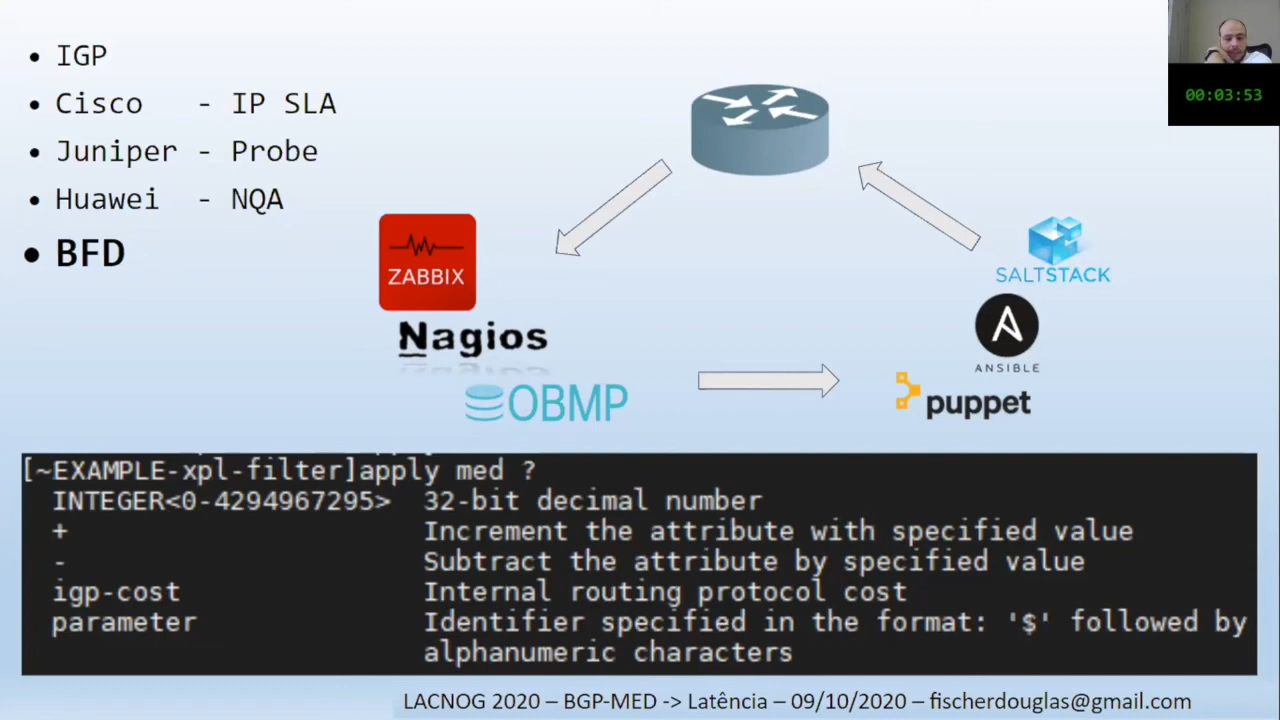 • IGP
• Cisco - IP SLA
• Juniper - Probe
• Huawei - NQA
• BFD
00:03:53
ZABBIX
Nagios
OBMP
SALTSTACK
ANSIBLE
puppet
[~EXAMPLE-xpl-filter]apply med ?
INTEGER<0-4294967295> 32-bit decimal number
+ Increment the attribute with specified value
- Subtract the attribute by specified value
igp-cost Internal routing protocol cost
parameter Identifier specified in the format: '$' followed by
alphanumeric characters
LACNOG 2020 – BGP-MED -> Latência – 09/10/2020 – fischerdouglas@gmail.com